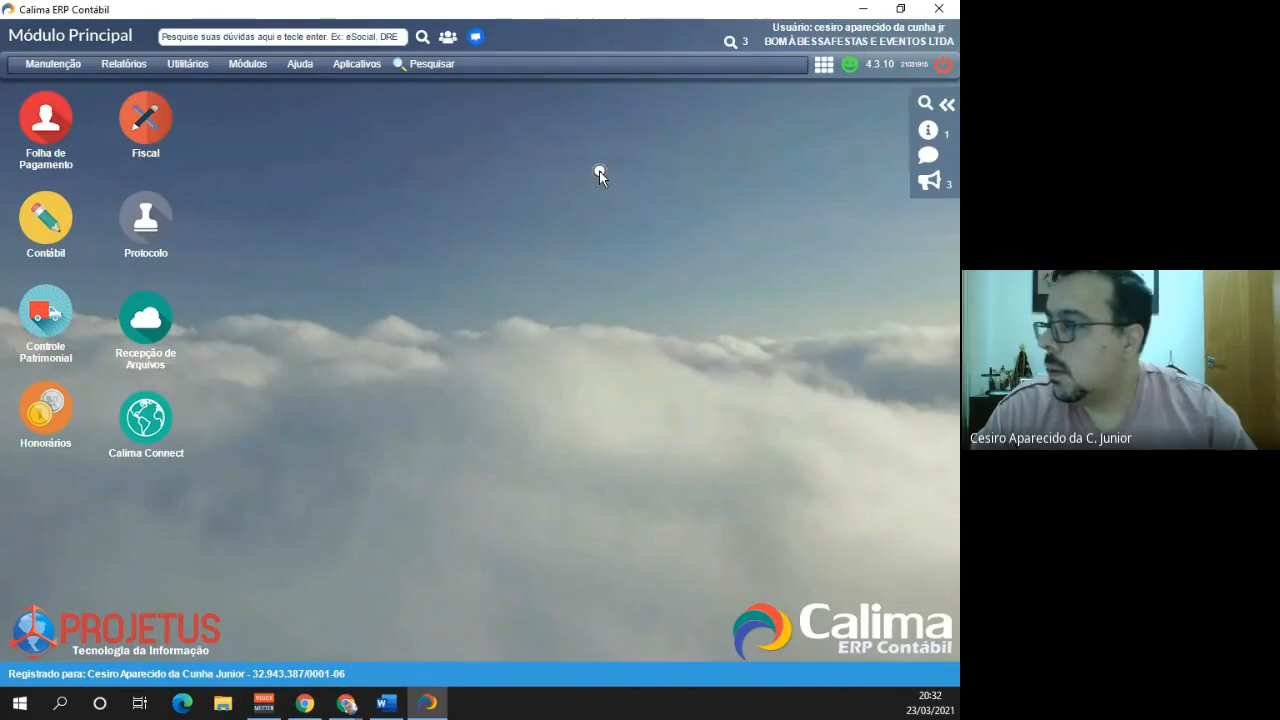 Calima ERP Contábil
Módulo Principal
Pesquise suas dúvidas aqui e tecle enter. Ex: eSocial, DRE
3
Usuário: cesiro aparecido da cunha jr
BOM À BESSA FESTAS E EVENTOS LTDA
Manutenção Relatórios Utilitários Módulos Ajuda Aplicativos Pesquisar
4.3.10 21031915
1
3
Folha de
Pagamento
Fiscal
Contábil
Protocolo
Controle
Patrimonial
Recepção de
Arquivos
Honorários
Calima Connect
Cesiro Aparecido da C. Junior
PROJETUS
Tecnologia da Informação
Calima
ERP Contábil
Registrado para: Cesiro Aparecido da Cunha Junior - 32.943.387/0001-06
VOICE
MEETER
20:32
23/03/2021